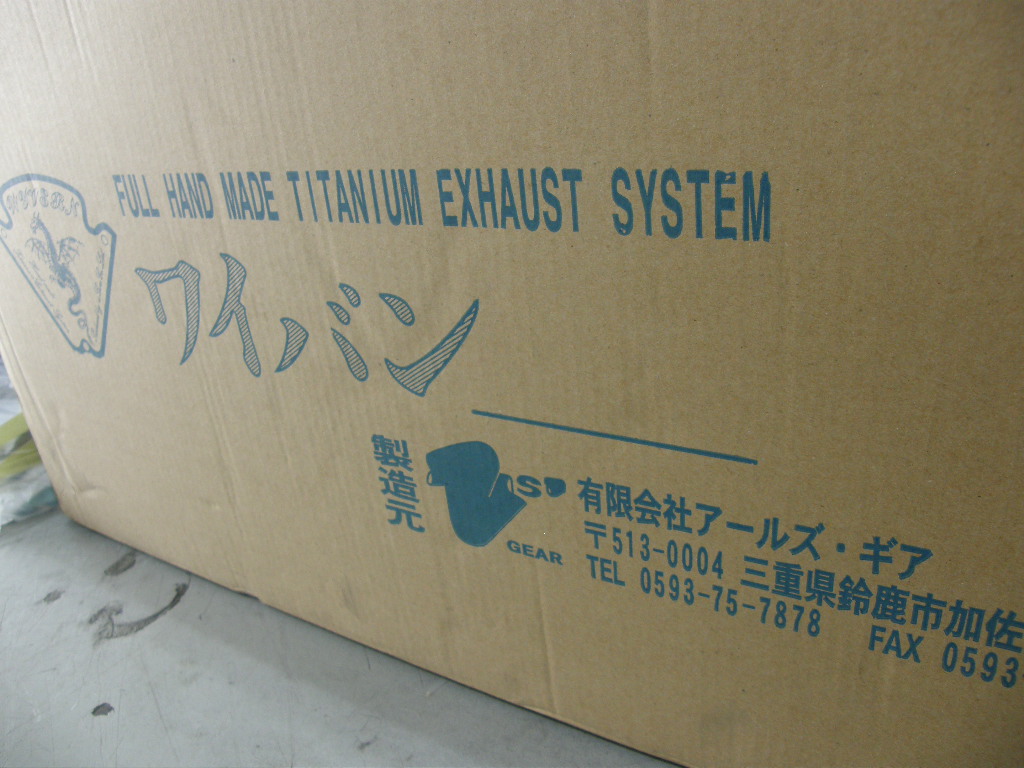 FULL HAND MADE TITANIUM EXHAUST SYSTEM
ワイバン
製造元
R'S
GEAR
有限会社アールズ・ギア
〒513-0004 三重県鈴鹿市加佐
TEL 0593-75-7878 FAX 0593-